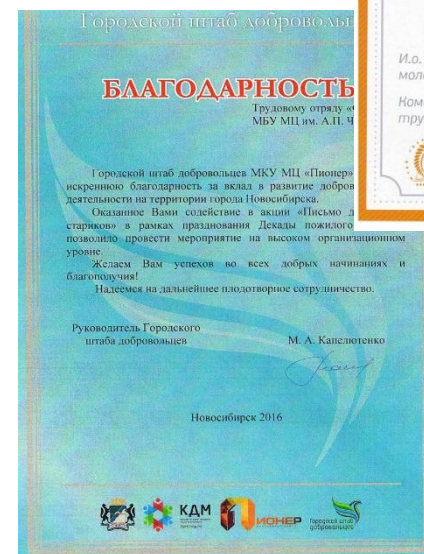 Городской штаб доброволь
БЛАГОДАРНОСТЬ
Трудовому отряду «
МБУ МЦ им. А.П. Ч
Городской штаб добровольцев МКУ МЦ «Пионер»
искреннюю благодарность за вклад в развитие добров
деятельности на территории города Новосибирска.
Оказанное Вами содействие в акции «Письмо д
стариков» в рамках празднования Декады пожилого
позволило провести мероприятие на высоком организационном
уровне.
Желаем Вам успехов во всех добрых начинаниях и
благополучия!
Надеемся на дальнейшее плодотворное сотрудничество.
Руководитель Городского
штаба добровольцев
М. А. Капелютенко
Новосибирск 2016
КДМ
ПИОНЕР
Городской штаб
добровольцев
И.о.
моло
Ком
тру